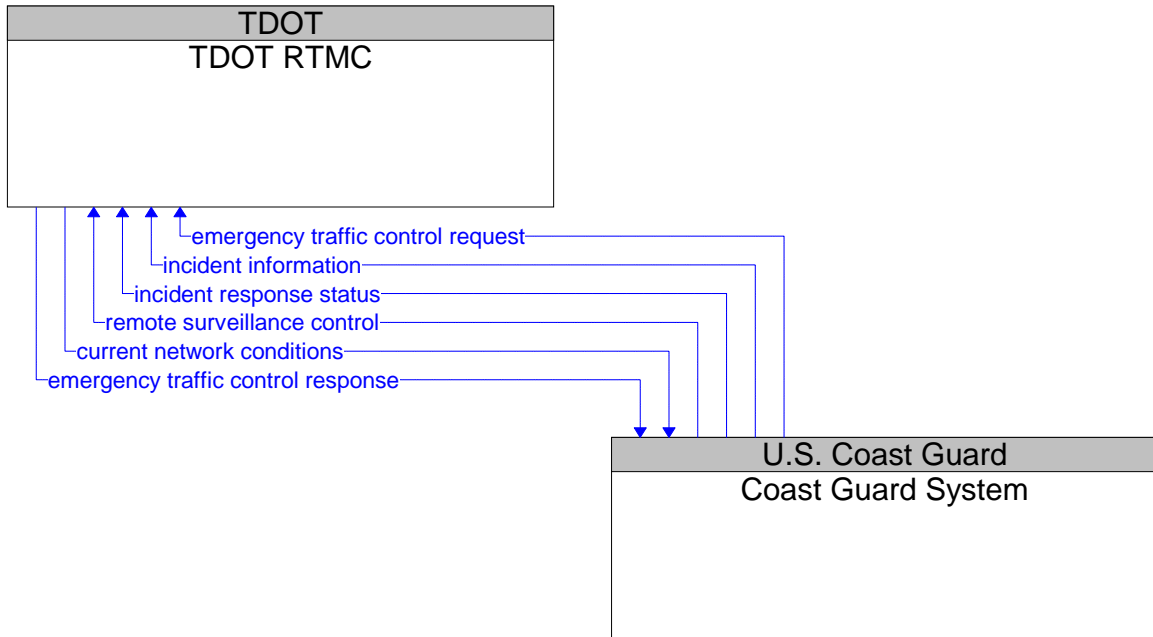 TDOT
TDOT RTMC
emergency traffic control request
incident information
incident response status
remote surveillance control
current network conditions
emergency traffic control response
U.S. Coast Guard
Coast Guard System